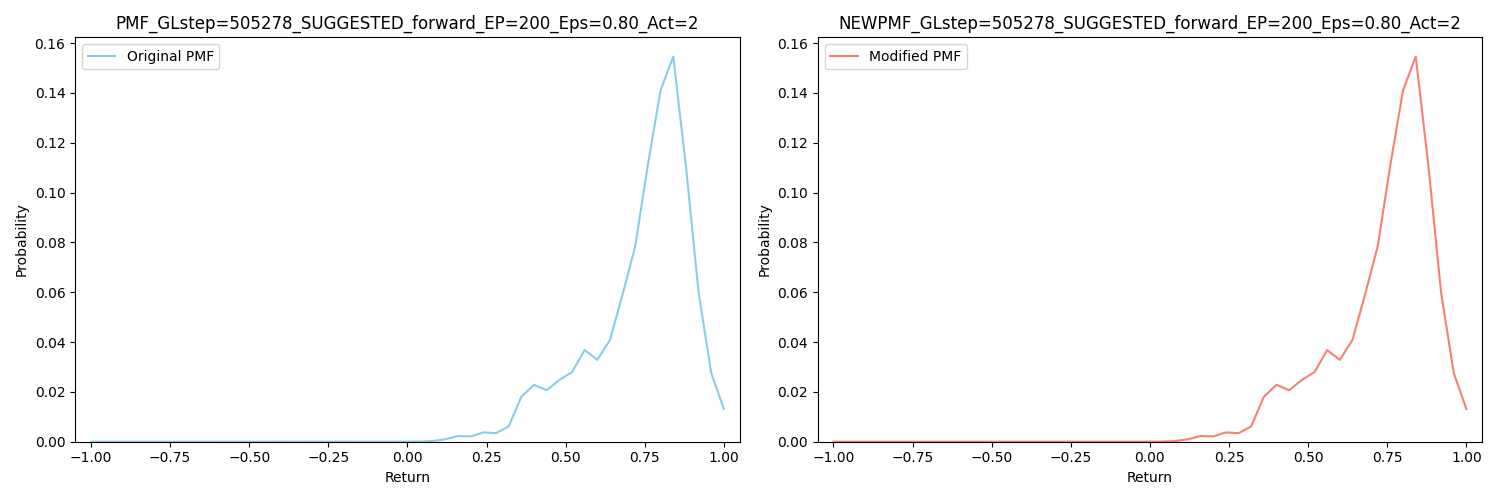 PMF_GLstep=505278_SUGGESTED_forward_EP=200_Eps=0.80_Act=2
Original PMF
0.16
0.14
0.12
0.10
0.08
0.06
0.04
0.02
0.00
Probability
−1.00 −0.75 −0.50 −0.25 0.00 0.25 0.50 0.75 1.00
Return
NEWPMF_GLstep=505278_SUGGESTED_forward_EP=200_Eps=0.80_Act=2
Modified PMF
0.16
0.14
0.12
0.10
0.08
0.06
0.04
0.02
0.00
Probability
−1.00 −0.75 −0.50 −0.25 0.00 0.25 0.50 0.75 1.00
Return